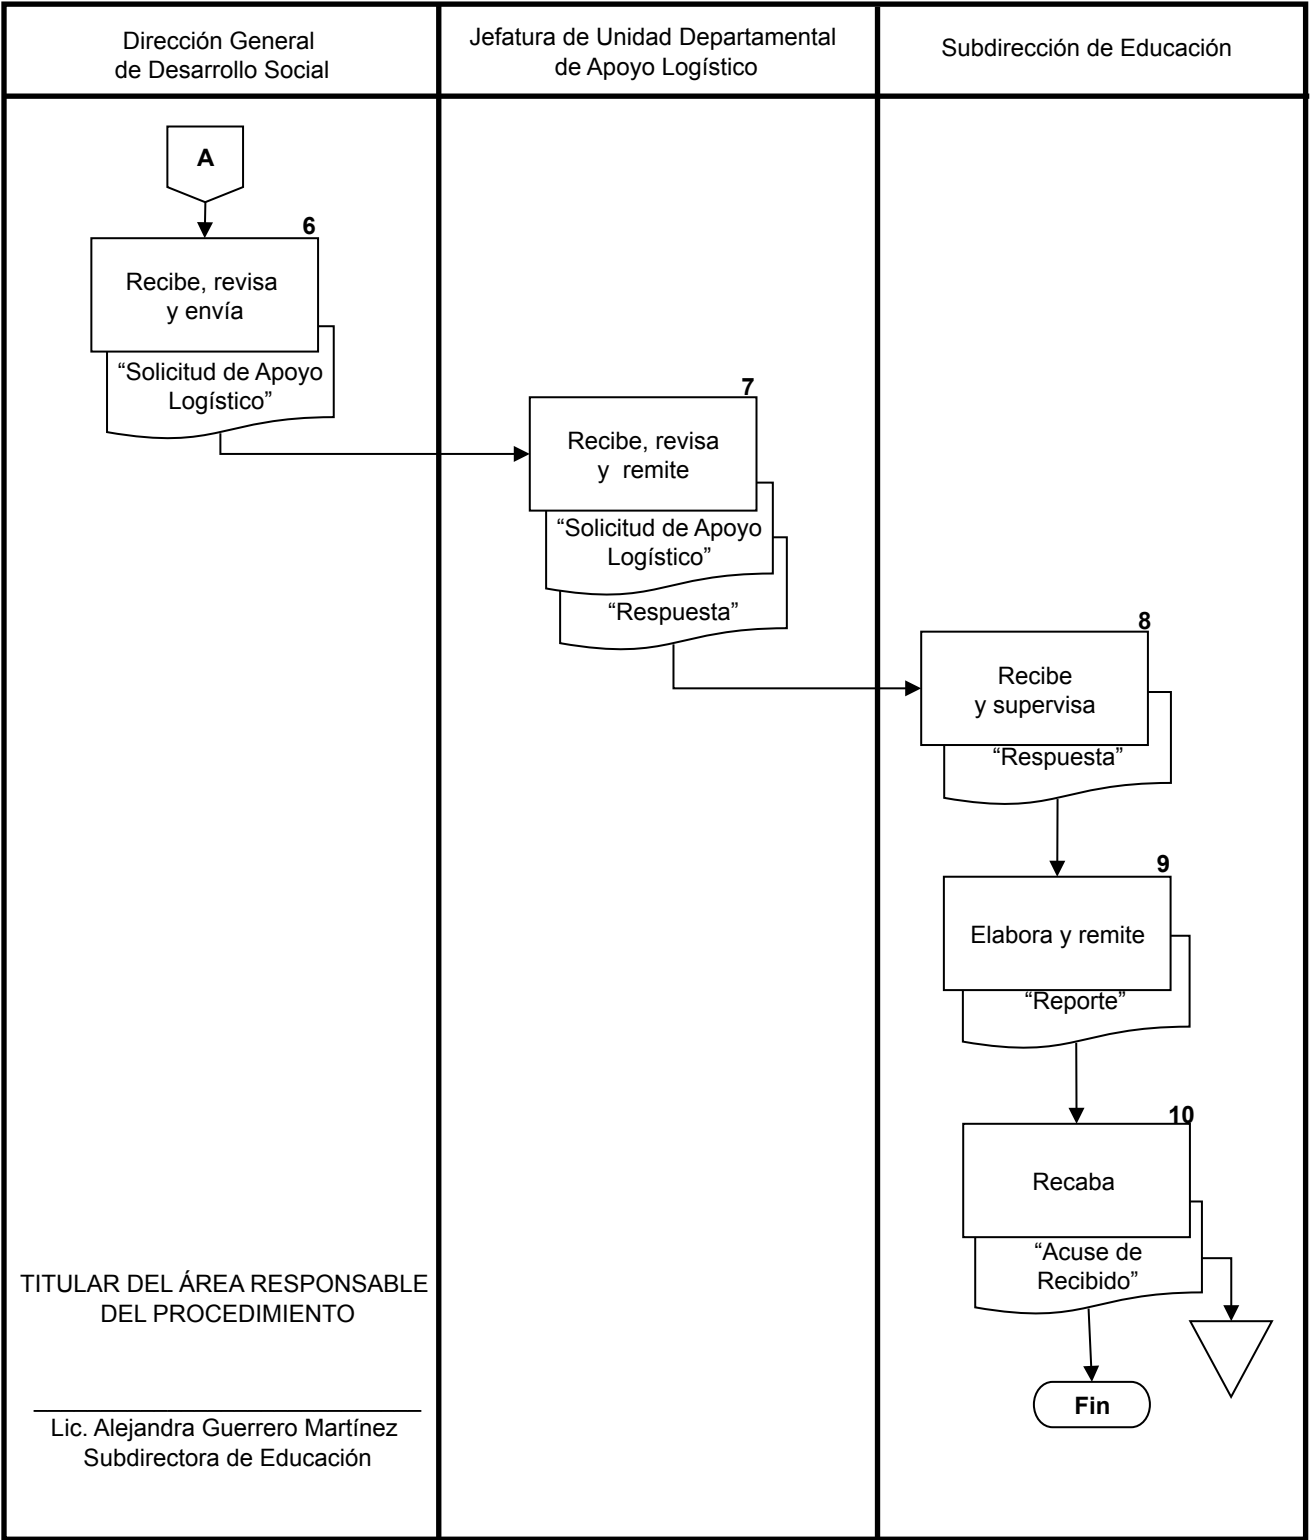 Dirección General
de Desarrollo Social
Jefatura de Unidad Departamental
de Apoyo Logístico
Subdirección de Educación
A
6
Recibe, revisa
y envía
“Solicitud de Apoyo
Logístico”
7
Recibe, revisa
y remite
“Solicitud de Apoyo
Logístico”
“Respuesta”
8
Recibe
y supervisa
“Respuesta”
9
Elabora y remite
“Reporte”
10
Recaba
“Acuse de
Recibido”
Fin
TITULAR DEL ÁREA RESPONSABLE
DEL PROCEDIMIENTO
Lic. Alejandra Guerrero Martínez
Subdirectora de Educación